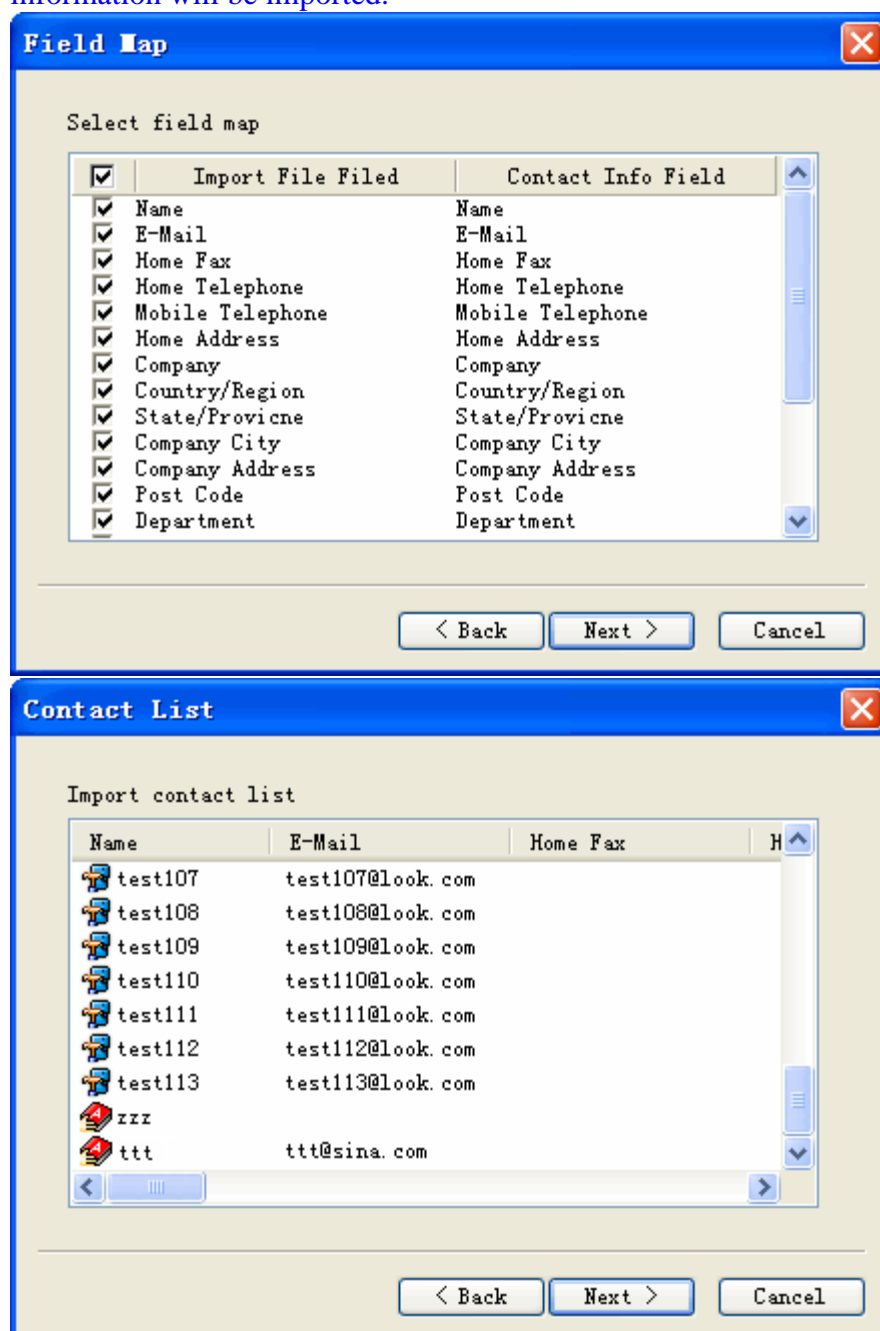 information will be imported.
Field Map
Select field map
Import File Filed Contact Info Field
Name Name
E-Mail E-Mail
Home Fax Home Fax
Home Telephone Home Telephone
Mobile Telephone Mobile Telephone
Home Address Home Address
Company Company
Country/Region Country/Region
State/Provicne State/Provicne
Company City Company City
Company Address Company Address
Post Code Post Code
Department Department
< Back Next > Cancel
Contact List
Import contact list
Name E-Mail Home Fax H
test107 test107@look.com
test108 test108@look.com
test109 test109@look.com
test110 test110@look.com
test111 test111@look.com
test112 test112@look.com
test113 test113@look.com
zzz
ttt ttt@sina.com
< Back Next > Cancel